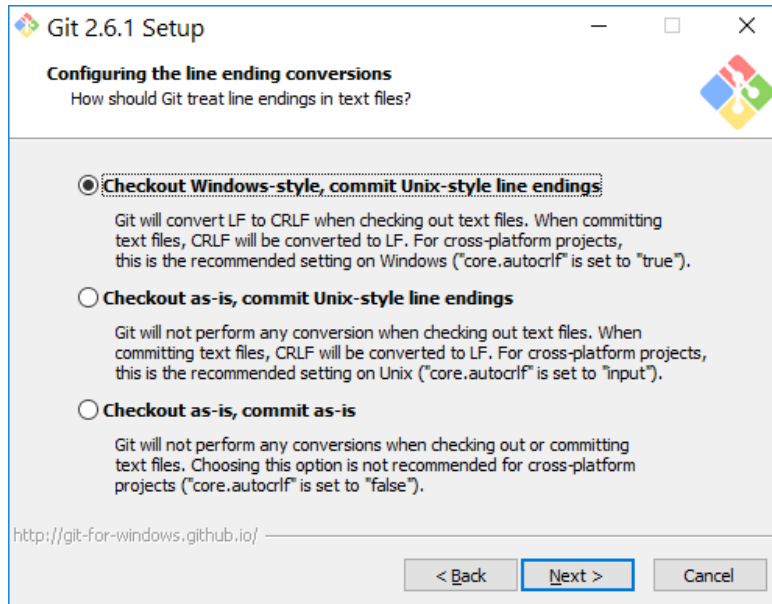 Git 2.6.1 Setup
Configuring the line ending conversions
How should Git treat line endings in text files?
Checkout Windows-style, commit Unix-style line endings
Git will convert LF to CRLF when checking out text files. When committing
text files, CRLF will be converted to LF. For cross-platform projects,
this is the recommended setting on Windows ("core.autocrlf" is set to "true").
Checkout as-is, commit Unix-style line endings
Git will not perform any conversion when checking out text files. When
committing text files, CRLF will be converted to LF. For cross-platform projects,
this is the recommended setting on Unix ("core.autocrlf" is set to "input").
Checkout as-is, commit as-is
Git will not perform any conversions when checking out or committing
text files. Choosing this option is not recommended for cross-platform
projects ("core.autocrlf" is set to "false").
http://git-for-windows.github.io/
< Back Next > Cancel